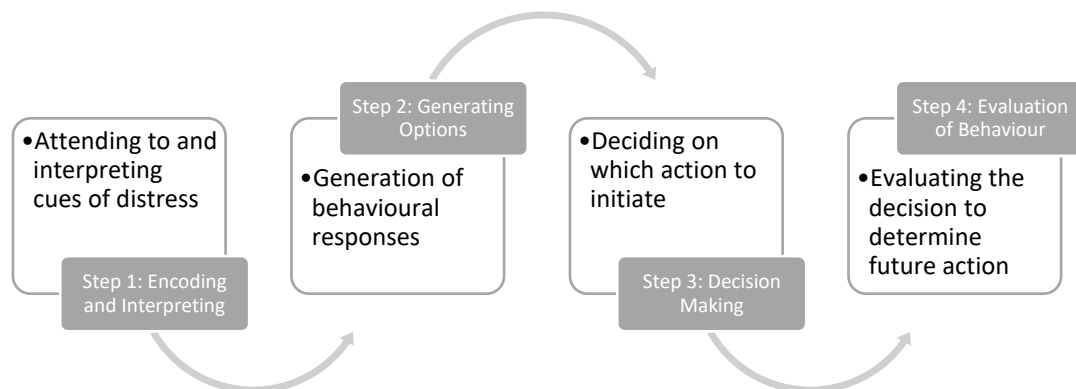 •Attending to and
interpreting
cues of distress
Step 1: Encoding
and Interpreting
Step 2: Generating
Options
•Generation of
behavioural
responses
•Deciding on
which action to
initiate
Step 3: Decision
Making
Step 4: Evaluation
of Behaviour
•Evaluating the
decision to
determine
future action